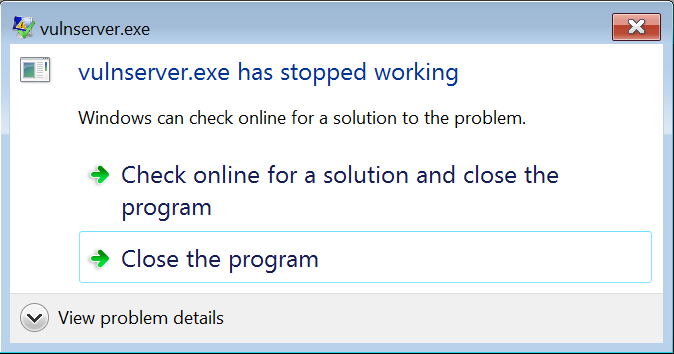 vulnserver.exe
vulnserver.exe has stopped working
Windows can check online for a solution to the problem.
Check online for a solution and close the
program
Close the program
View problem details